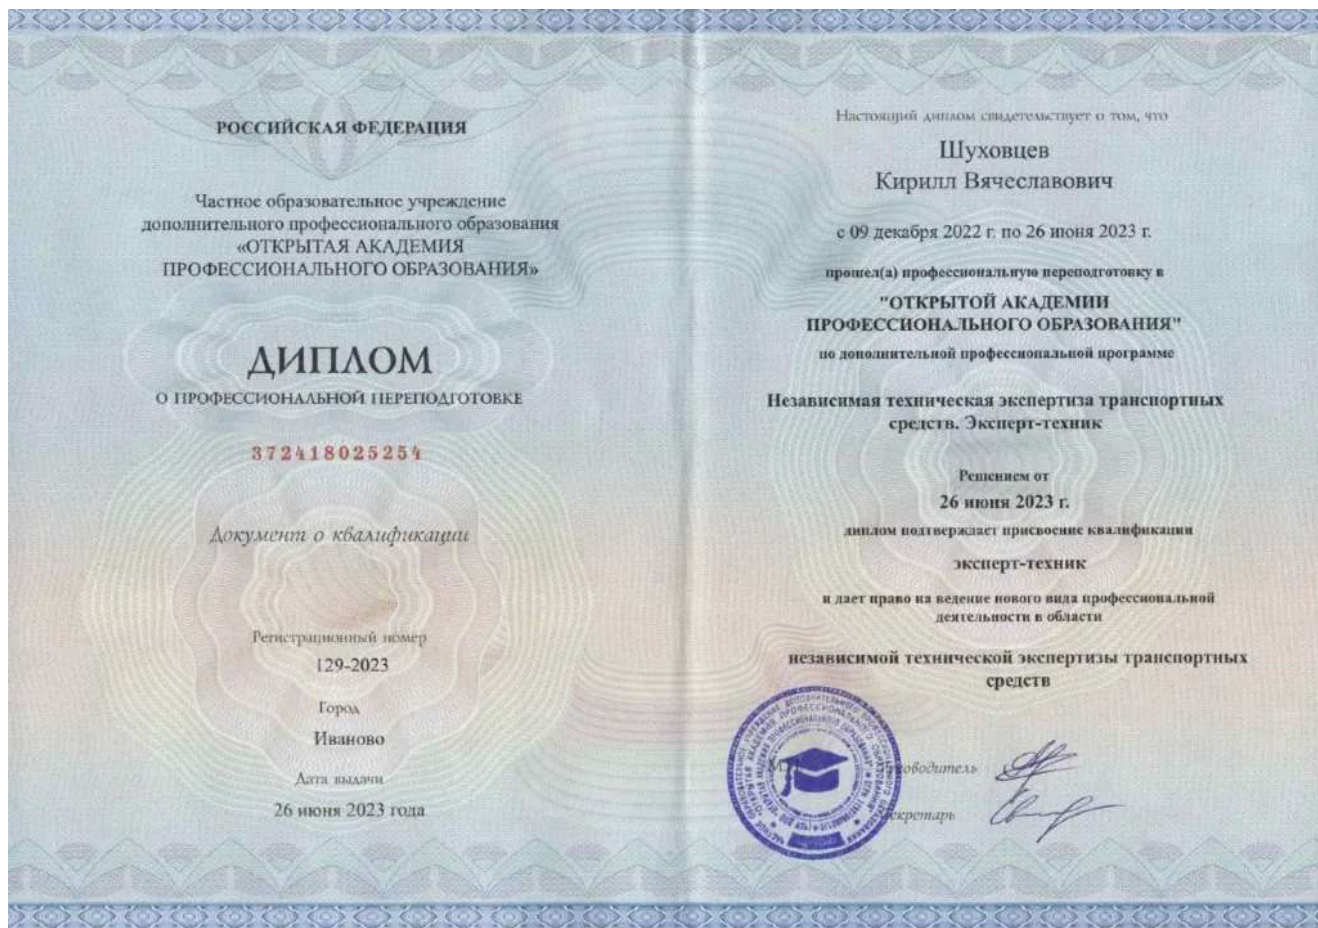 РОССИЙСКАЯ ФЕДЕРАЦИЯ
Частное образовательное учреждение
дополнительного профессионального образования
«ОТКРЫТАЯ АКАДЕМИЯ
ПРОФЕССИОНАЛЬНОГО ОБРАЗОВАНИЯ»
ДИПЛОМ
О ПРОФЕССИОНАЛЬНОЙ ПЕРЕПОДГОТОВКЕ
372418025254
Документ о квалификации
Регистрационный номер
129-2023
Город
Иваново
Дата выдачи
26 июня 2023 года
Настоящий диплом свидетельствует о том, что
Шуховцев
Кирилл Вячеславович
с 09 декабря 2022 г. по 26 июня 2023 г.
прошел(а) профессиональную переподготовку в
"ОТКРЫТОЙ АКАДЕМИИ
ПРОФЕССИОНАЛЬНОГО ОБРАЗОВАНИЯ"
по дополнительной профессиональной программе
Независимая техническая экспертиза транспортных
средств. Эксперт-техник
Решением от
26 июня 2023 г.
диплом подтверждает присвоение квалификации
эксперт-техник
и дает право на ведение нового вида профессиональной
деятельности в области
независимой технической экспертизы транспортных
средств
Руководитель
Секретарь